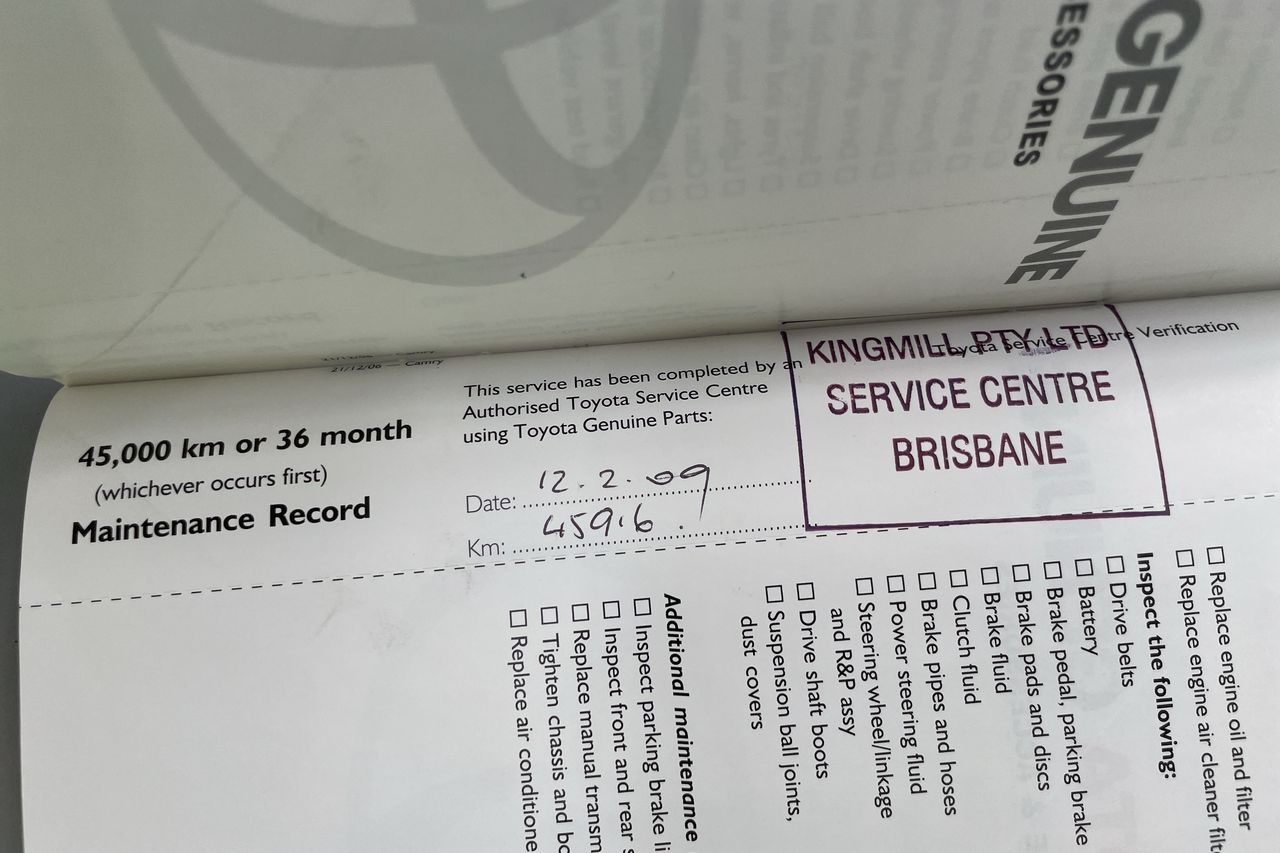 GENUINE
ESSORIES
21/12/06 — Camry
45,000 km or 36 month
(whichever occurs first)
Maintenance Record
This service has been completed by an
Authorised Toyota Service Centre
using Toyota Genuine Parts:
Date: 12.2.09
Km: 45916.
Toyota Service Centre Verification
KINGMILL PTY LTD
SERVICE CENTRE
BRISBANE
☐ Replace engine oil and filter
☐ Replace engine air cleaner filt
Inspect the following:
☐ Drive belts
☐ Battery
☐ Brake pedal, parking brake
☐ Brake pads and discs
☐ Brake fluid
☐ Clutch fluid
☐ Brake pipes and hoses
☐ Power steering fluid
☐ Steering wheel/linkage
and R&P assy
☐ Drive shaft boots
☐ Suspension ball joints,
dust covers
Additional maintenance
☐ Inspect parking brake li
☐ Inspect front and rear s
☐ Replace manual transm
☐ Tighten chassis and bo
☐ Replace air conditione